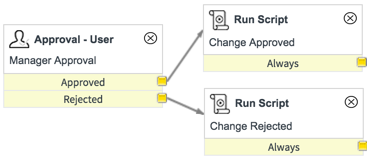 Approval - User
Manager Approval
Approved
Rejected
Run Script
Change Approved
Always
Run Script
Change Rejected
Always